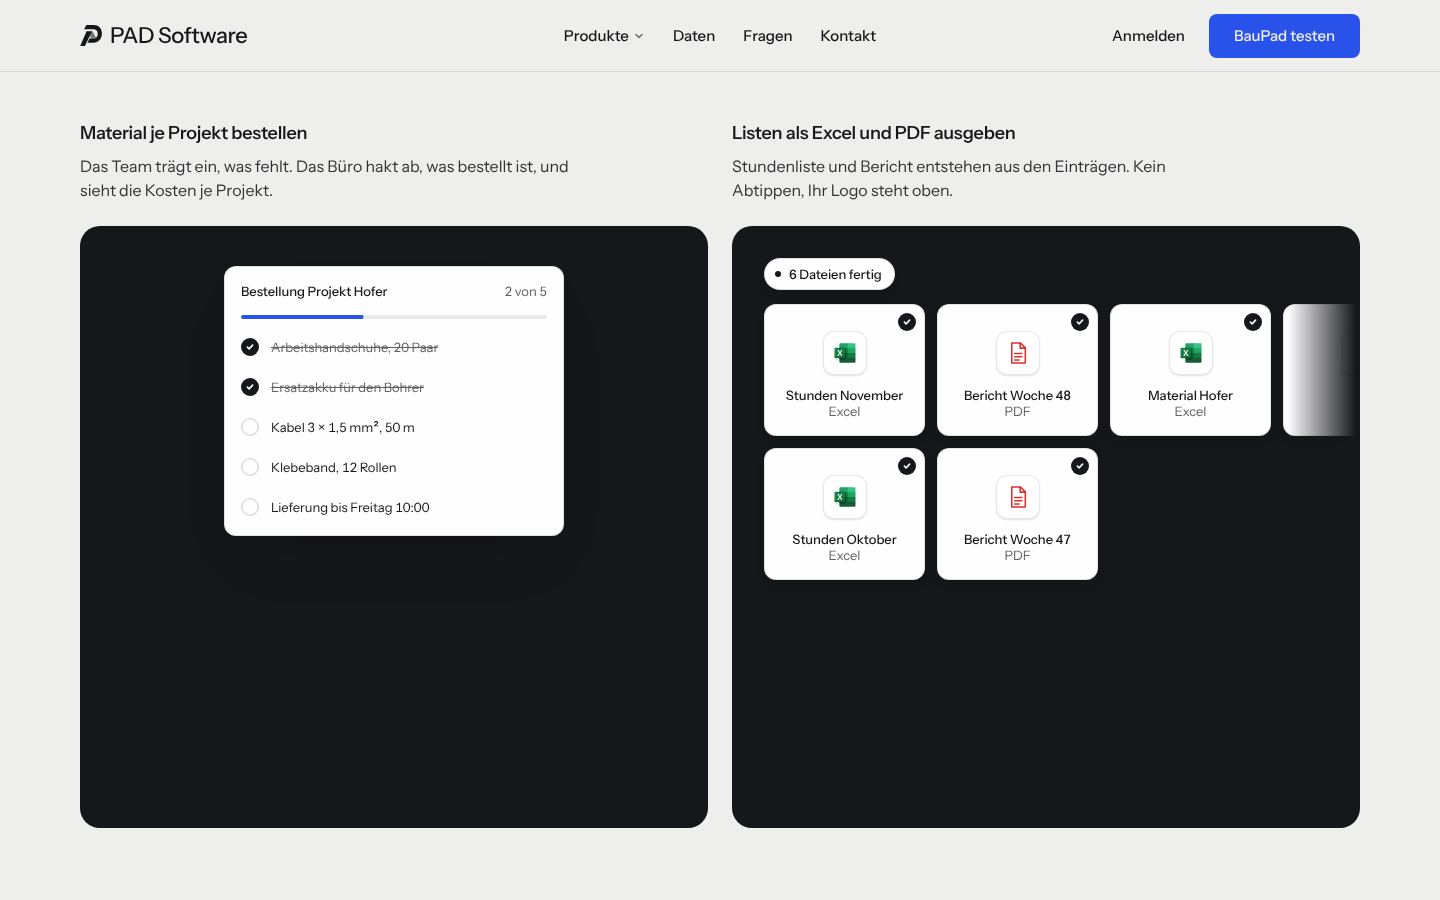 PAD Software
Produkte
Daten
Fragen
Kontakt
Anmelden
BauPad testen
Material je Projekt bestellen
Das Team trägt ein, was fehlt. Das Büro hakt ab, was bestellt ist, und
sieht die Kosten je Projekt.
Bestellung Projekt Hofer
2 von 5
Arbeitshandschuhe, 20 Paar
Ersatzakku für den Bohrer
Kabel 3 × 1,5 mm², 50 m
Klebeband, 12 Rollen
Lieferung bis Freitag 10:00
Listen als Excel und PDF ausgeben
Stundenliste und Bericht entstehen aus den Einträgen. Kein
Abtippen, Ihr Logo steht oben.
6 Dateien fertig
Stunden November
Excel
Bericht Woche 48
PDF
Material Hofer
Excel
Stunden Oktober
Excel
Bericht Woche 47
PDF